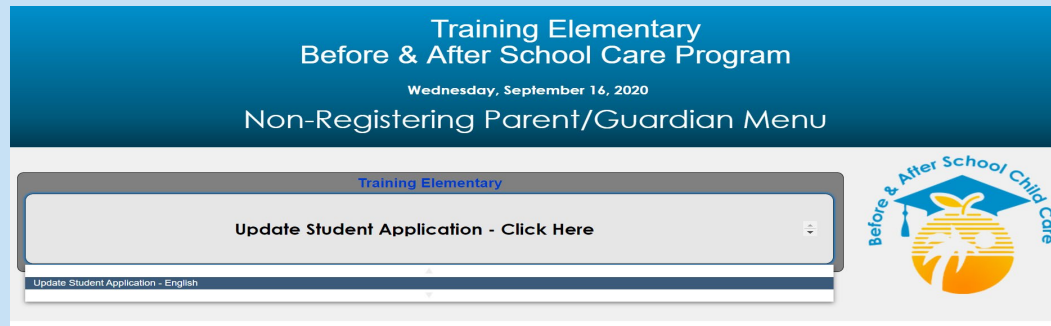 Training Elementary
Before & After School Care Program
Wednesday, September 16, 2020
Non-Registering Parent/Guardian Menu
Training Elementary
Update Student Application - Click Here
Update Student Application - English
Before & After School Child Care